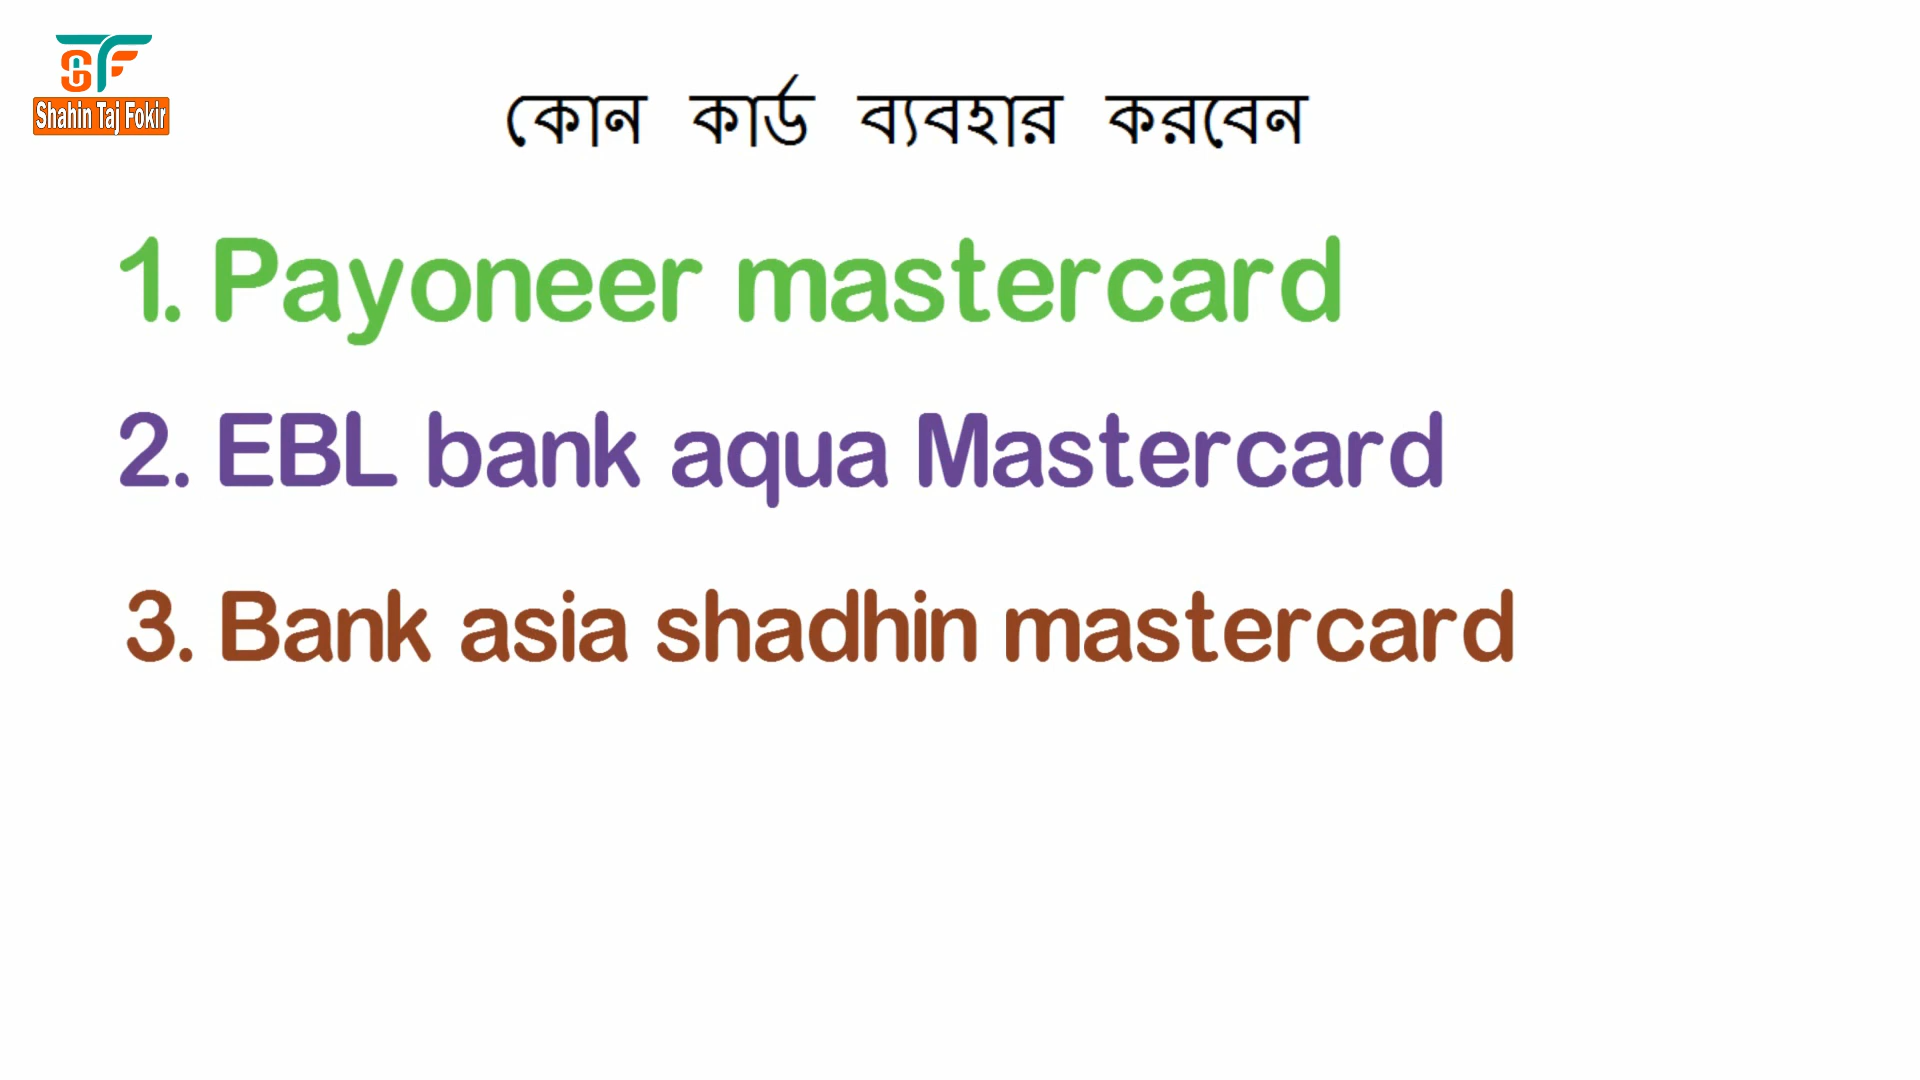 Shahin Taj Fokir
কোন কার্ড ব্যবহার করবেন
1. Payoneer mastercard
2. EBL bank aqua Mastercard
3. Bank asia shadhin mastercard